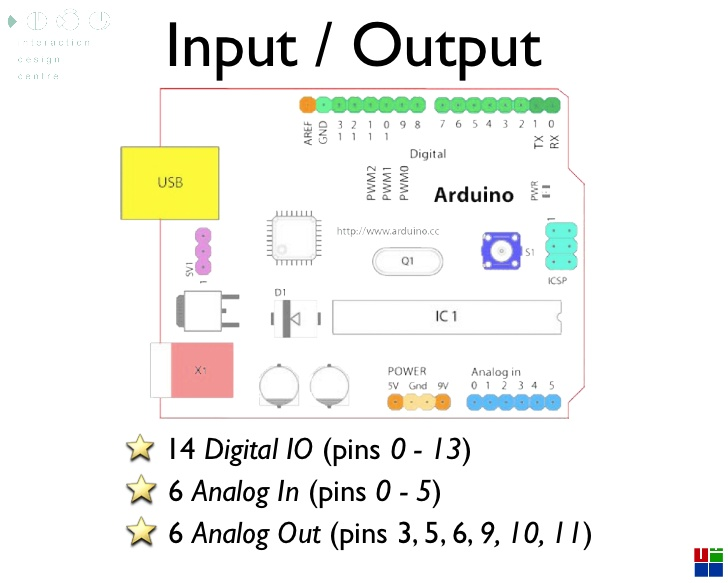 interaction
design
centre
Input / Output
AREF
GND
13
12
11
10
9
8
7
6
5
4
3
2
1
0
TX
RX
Digital
PWM2
PWM1
PWM0
USB
Arduino
PWR
1
http://www.arduino.cc
Q1
S1
ICSP
SV1
1
D1
IC 1
X1
POWER
5V Gnd 9V
Analog in
0 1 2 3 4 5
14 Digital IO (pins 0 - 13)
6 Analog In (pins 0 - 5)
6 Analog Out (pins 3, 5, 6, 9, 10, 11)